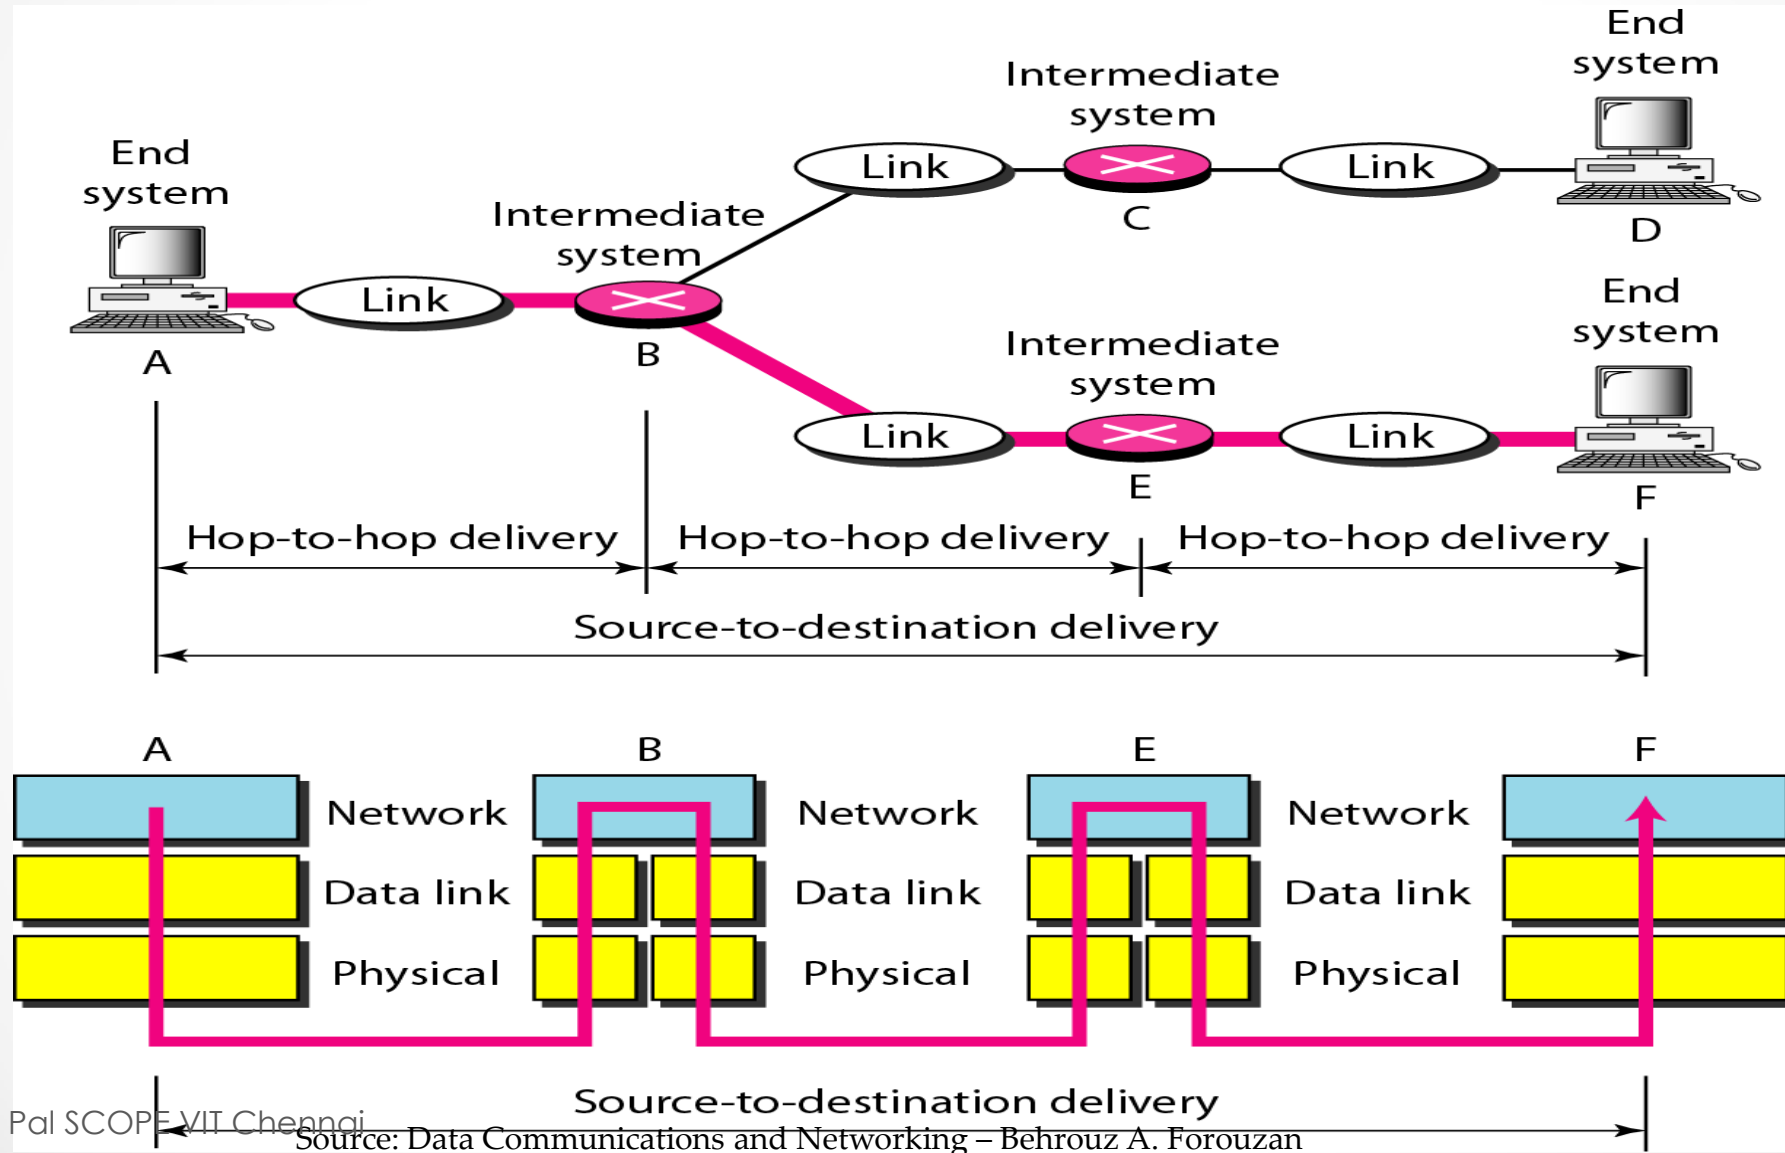 End
system
Intermediate
system
End
system
Link
Link
C
D
Intermediate
system
Link
A
B
End
system
Intermediate
system
Link
Link
E
F
Hop-to-hop delivery
Hop-to-hop delivery
Hop-to-hop delivery
Source-to-destination delivery
A
B
E
F
Network
Network
Network
Data link
Data link
Data link
Physical
Physical
Physical
Source-to-destination delivery
Pal SCOPE VIT Chennai
Source: Data Communications and Networking – Behrouz A. Forouzan